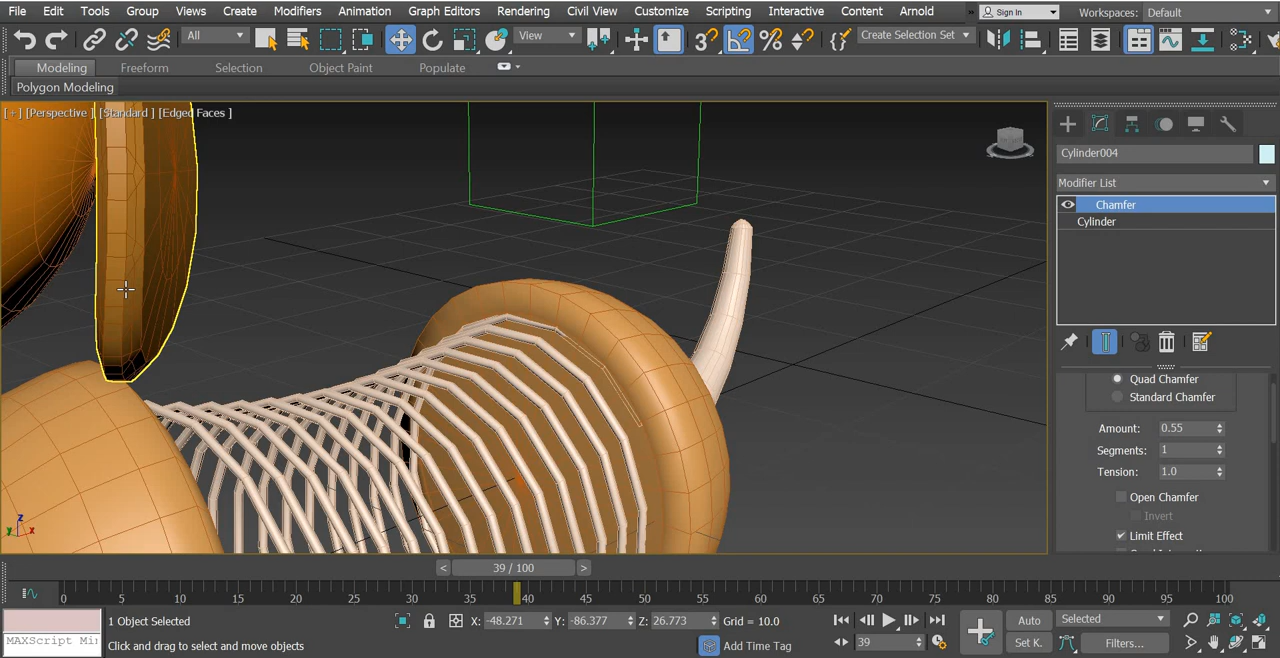 File Edit Tools Group Views Create Modifiers Animation Graph Editors Rendering Civil View Customize Scripting Interactive Content Arnold » Sign In Workspaces: Default
All View Create Selection Set
Modeling Freeform Selection Object Paint Populate
Polygon Modeling
[+] [Perspective] [Standard] [Edged Faces]
Cylinder004
Modifier List
Chamfer
Cylinder
Quad Chamfer
Standard Chamfer
Amount: 0.55
Segments: 1
Tension: 1.0
Open Chamfer
Invert
Limit Effect
z
y x
< 39 / 100 >
0 5 10 15 20 25 30 35 40 45 50 55 60 65 70 75 80 85 90 95 100
1 Object Selected X: -48.271 Y: -86.377 Z: 26.773 Grid = 10.0 Auto Selected
MAXScript Mi Click and drag to select and move objects Add Time Tag 39 Set K. Filters...